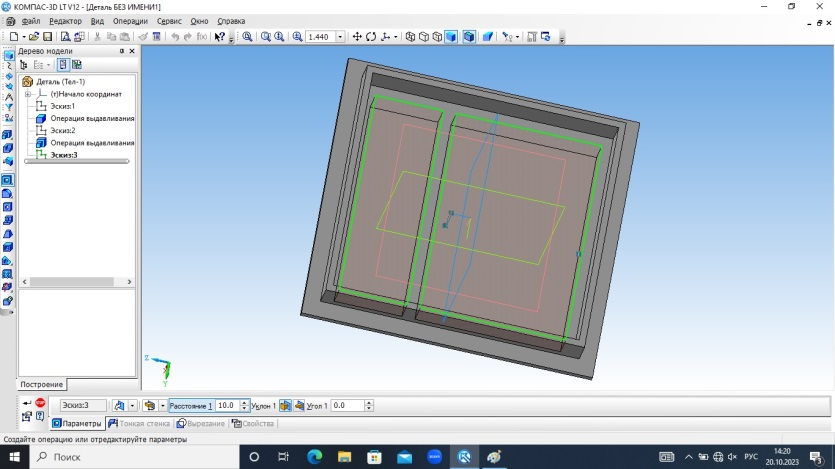 КОМПАС-3D LT V12 - [Деталь БЕЗ ИМЕНИ1]
Файл Редактор Вид Операции Сервис Окно Справка
1.440
Дерево модели
Деталь (Тел-1)
(т)Начало координат
Эскиз:1
Операция выдавливания
Эскиз:2
Операция выдавливания
Эскиз:3
Z
Y
Построение
Эскиз:3 Расстояние 1 10.0 Уклон 1 Угол 1 0.0
Параметры Тонкая стенка Вырезание Свойства
Создайте операцию или отредактируйте параметры
Поиск zoom РУС 14:20
20.10.2023 3